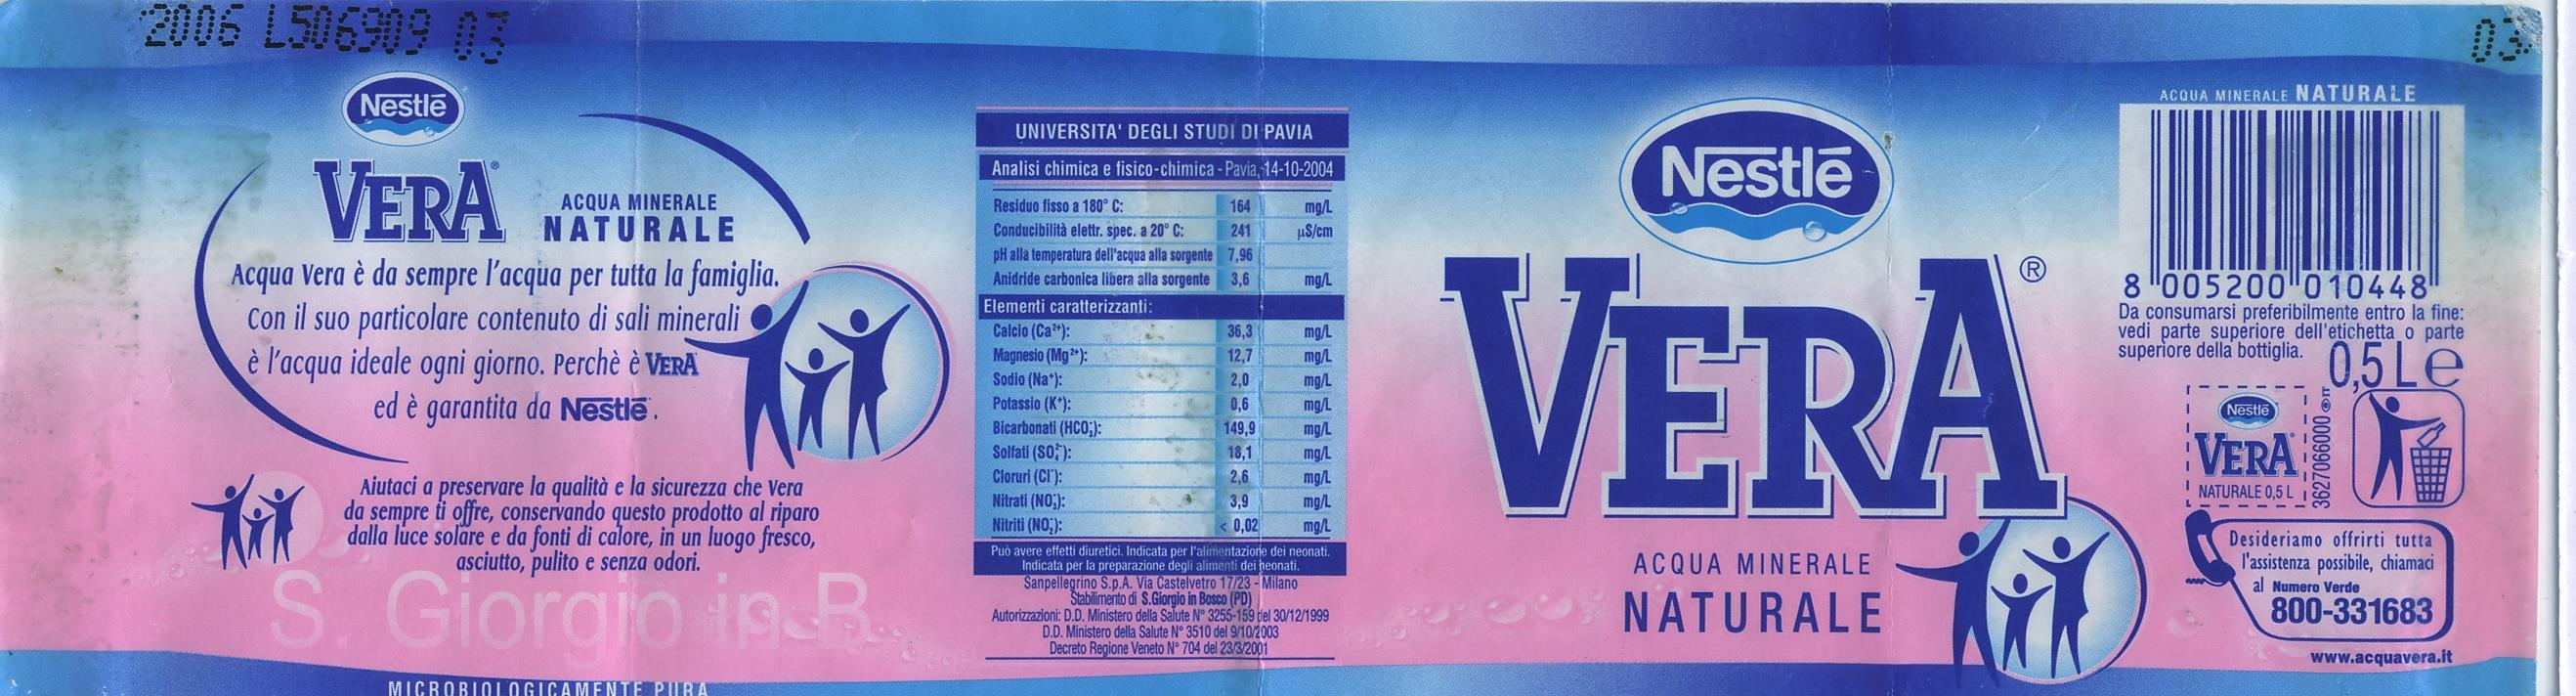 2006 L506909 03
03
Nestlé
VERA®
ACQUA MINERALE
NATURALE
Acqua Vera è da sempre l'acqua per tutta la famiglia.
Con il suo particolare contenuto di sali minerali
è l'acqua ideale ogni giorno. Perchè è VERA
ed è garantita da Nestlé.
Aiutaci a preservare la qualità e la sicurezza che Vera
da sempre ti offre, conservando questo prodotto al riparo
dalla luce solare e da fonti di calore, in un luogo fresco,
asciutto, pulito e senza odori.
S. Giorgio in B
MICROBIOLOGICAMENTE PURA
UNIVERSITA' DEGLI STUDI DI PAVIA
Analisi chimica e fisico-chimica - Pavia, 14-10-2004
Residuo fisso a 180° C: 164 mg/L
Conducibilità elettr. spec. a 20° C: 241 µS/cm
pH alla temperatura dell'acqua alla sorgente 7,96
Anidride carbonica libera alla sorgente 3,6 mg/L
Elementi caratterizzanti:
Calcio (Ca²⁺): 36,3 mg/L
Magnesio (Mg²⁺): 12,7 mg/L
Sodio (Na⁺): 2,0 mg/L
Potassio (K⁺): 0,6 mg/L
Bicarbonati (HCO₃⁻): 149,9 mg/L
Solfati (SO₄²⁻): 18,1 mg/L
Cloruri (Cl⁻): 2,6 mg/L
Nitrati (NO₃⁻): 3,9 mg/L
Nitriti (NO₂⁻): < 0,02 mg/L
Può avere effetti diuretici. Indicata per l'alimentazione dei neonati.
Indicata per la preparazione degli alimenti dei neonati.
Sanpellegrino S.p.A. Via Castelvetro 17/23 - Milano
Stabilimento di S.Giorgio in Bosco (PD)
Autorizzazioni: D.D. Ministero della Salute N° 3255-159 del 30/12/1999
D.D. Ministero della Salute N° 3510 del 9/10/2003
Decreto Regione Veneto N° 704 del 23/3/2001
Nestlé
VERA®
ACQUA MINERALE
NATURALE
ACQUA MINERALE NATURALE
8 005200 010448
Da consumarsi preferibilmente entro la fine:
vedi parte superiore dell'etichetta o parte
superiore della bottiglia.
0,5 L e
Nestlé
VERA
NATURALE 0,5 L
3627066000
Desideriamo offrirti tutta
l'assistenza possibile, chiamaci
al Numero Verde
800-331683
www.acquavera.it